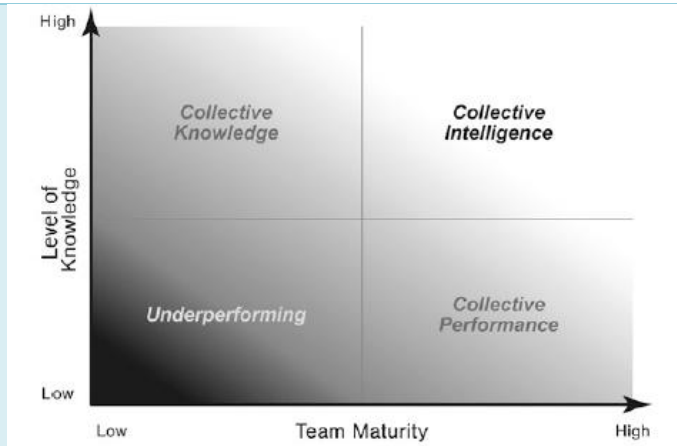 High
Collective
Knowledge
Collective
Intelligence
Level of
Knowledge
Underperforming
Collective
Performance
Low
Low
Team Maturity
High